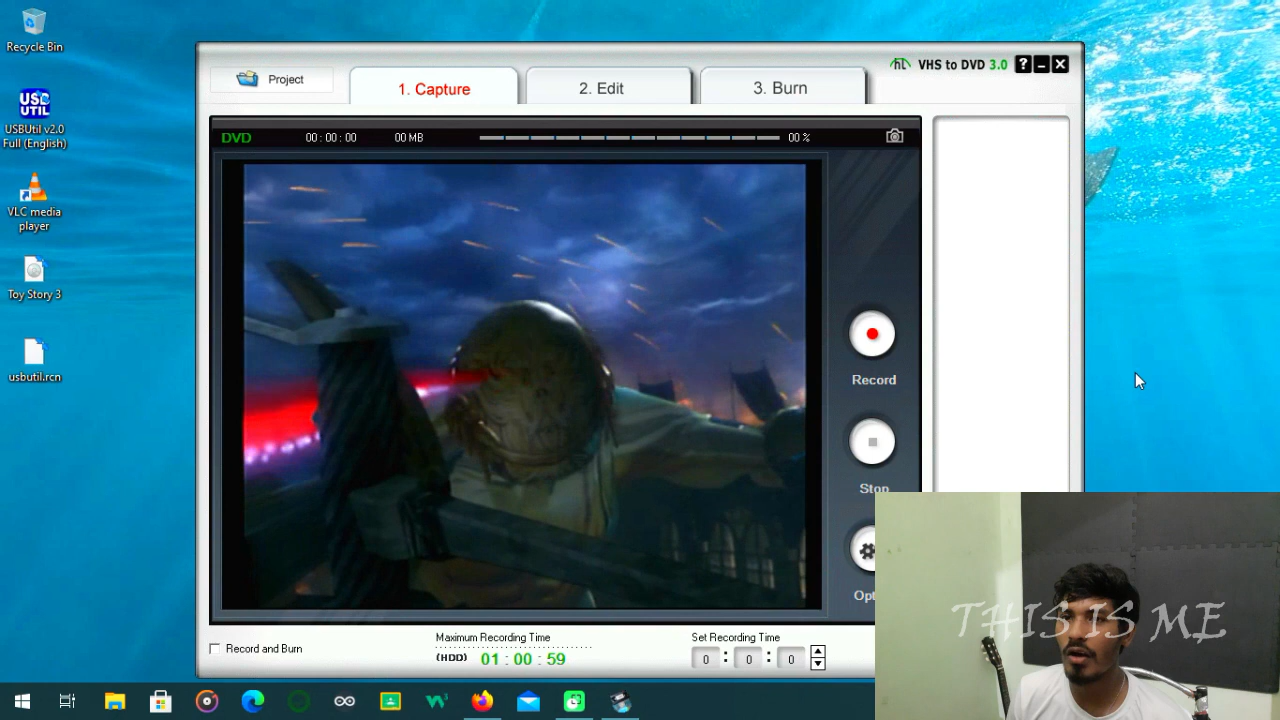 Recycle Bin
USBUtil v2.0
Full (English)
VLC media
player
Toy Story 3
usbutil.rcn
Project
1. Capture
2. Edit
3. Burn
VHS to DVD 3.0
DVD
00 : 00 : 00
00 MB
00 %
Record
Stop
Opt
Record and Burn
Maximum Recording Time
(HDD) 01 : 00 : 59
Set Recording Time
0 : 0 : 0
THIS IS ME